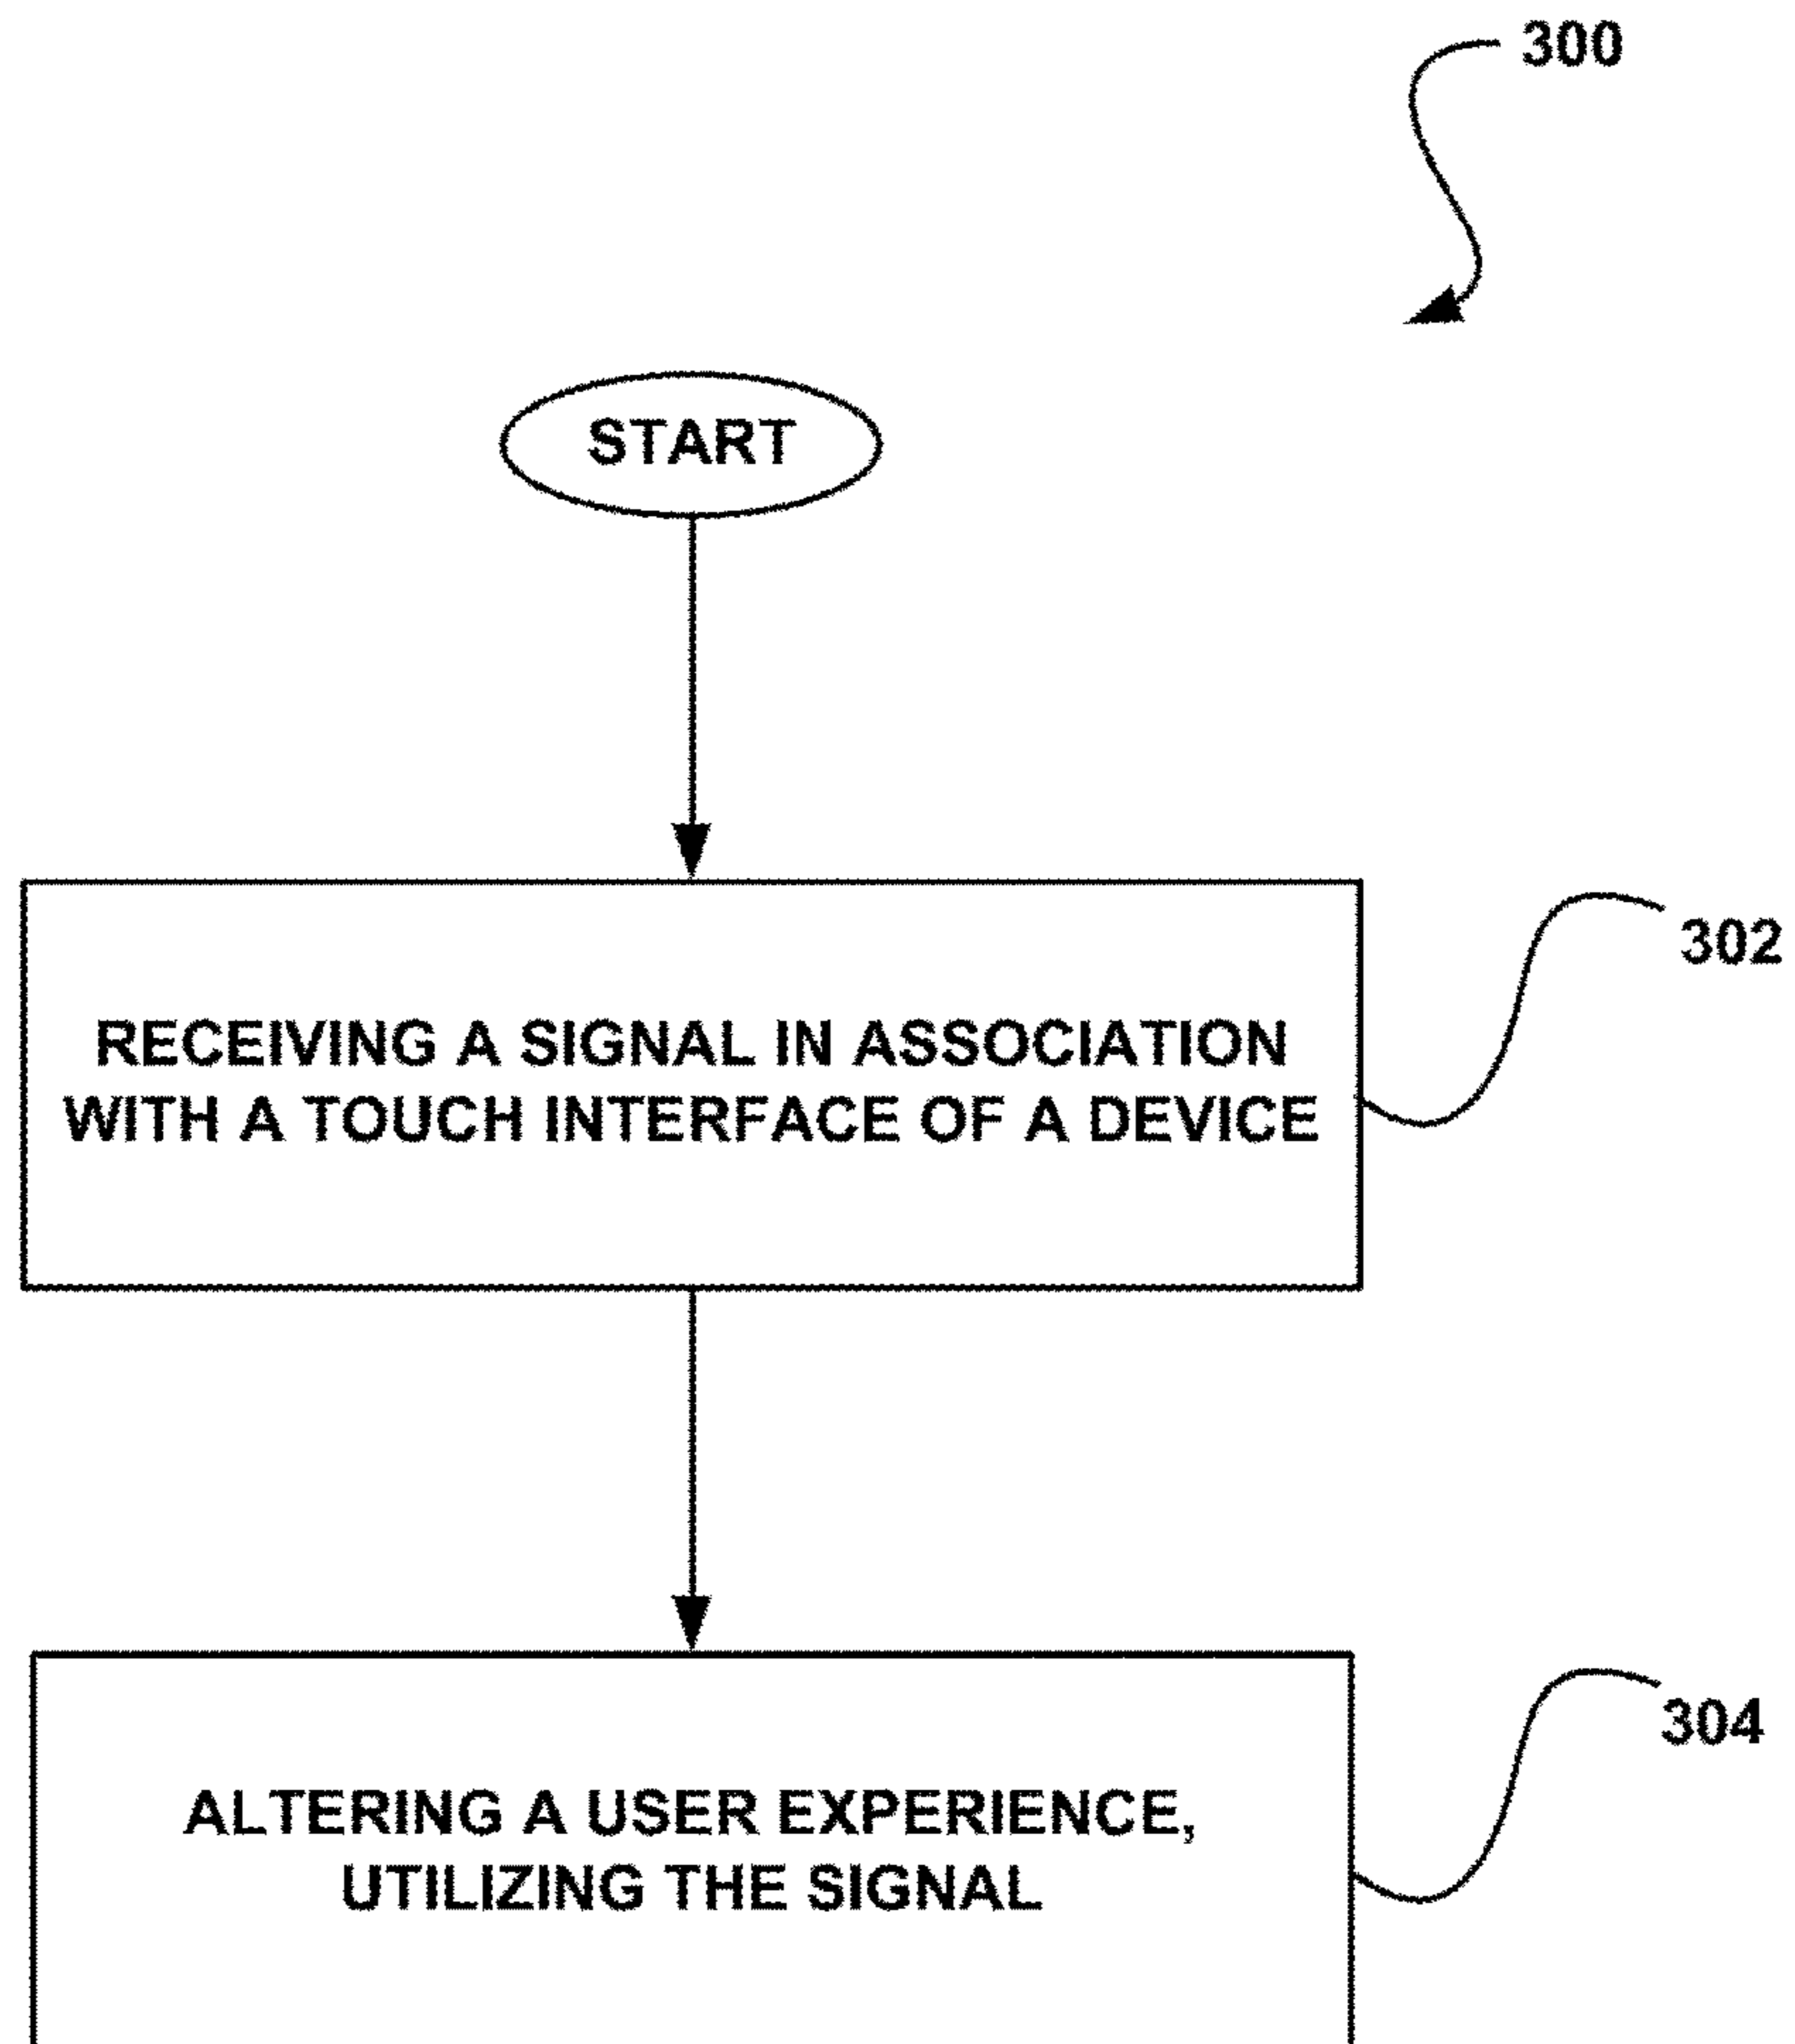 300
START
302
RECEIVING A SIGNAL IN ASSOCIATION
WITH A TOUCH INTERFACE OF A DEVICE
304
ALTERING A USER EXPERIENCE,
UTILIZING THE SIGNAL